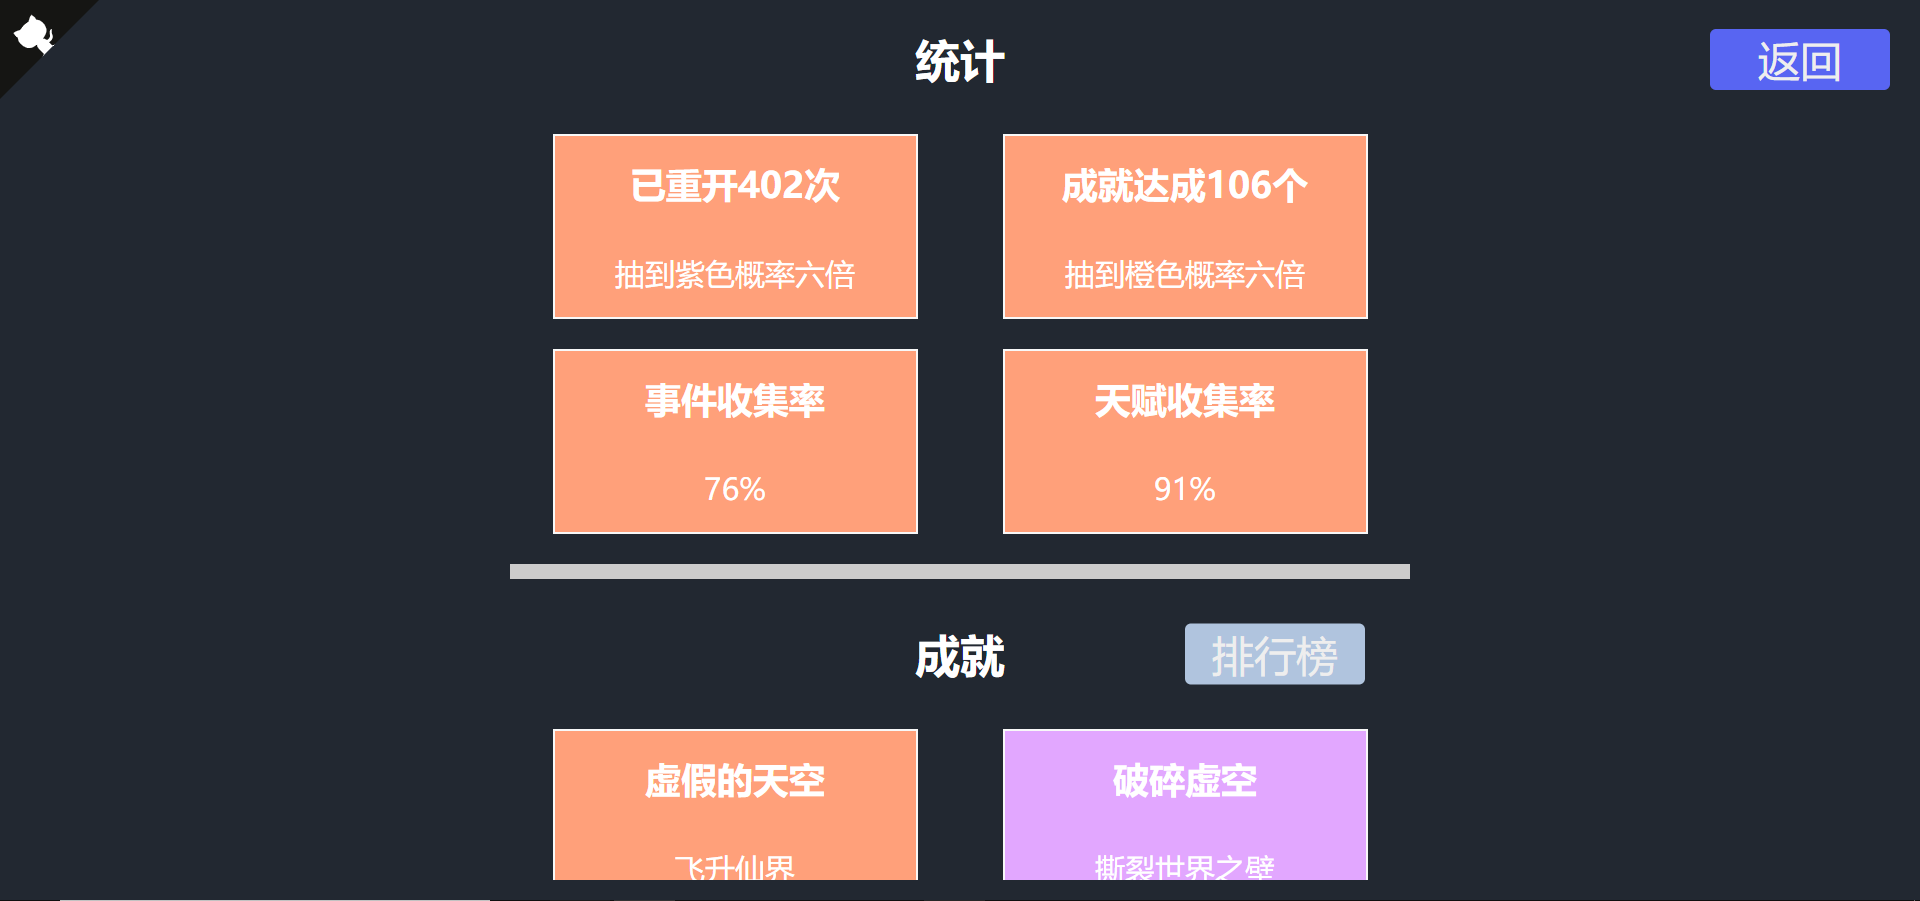 统计
返回
已重开402次
抽到紫色概率六倍
成就达成106个
抽到橙色概率六倍
事件收集率
76%
天赋收集率
91%
成就
排行榜
虚假的天空
飞升仙界
破碎虚空
撕裂世界之壁